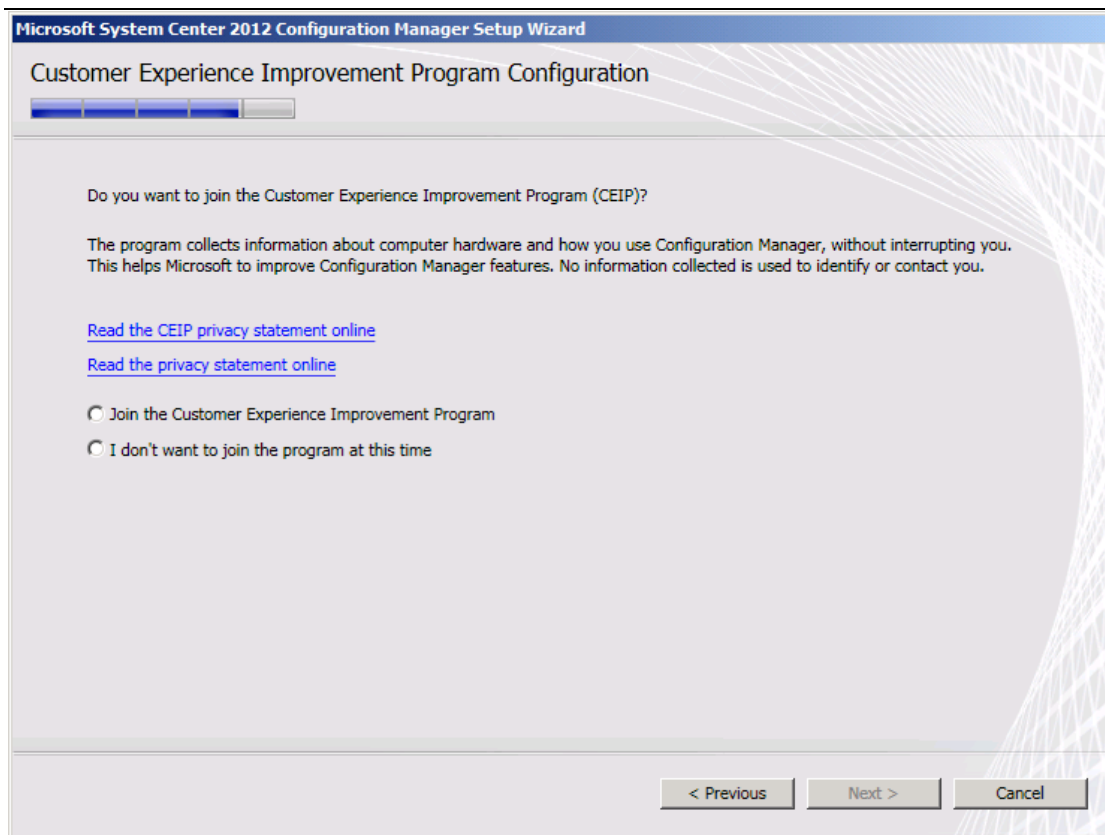 Microsoft System Center 2012 Configuration Manager Setup Wizard
Customer Experience Improvement Program Configuration
Do you want to join the Customer Experience Improvement Program (CEIP)?
The program collects information about computer hardware and how you use Configuration Manager, without interrupting you.
This helps Microsoft to improve Configuration Manager features. No information collected is used to identify or contact you.
Read the CEIP privacy statement online
Read the privacy statement online
Join the Customer Experience Improvement Program
I don't want to join the program at this time
< Previous Next > Cancel